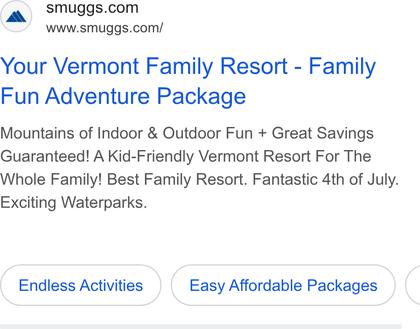 smuggs.com
www.smuggs.com/
Your Vermont Family Resort - Family
Fun Adventure Package
Mountains of Indoor & Outdoor Fun + Great Savings
Guaranteed! A Kid-Friendly Vermont Resort For The
Whole Family! Best Family Resort. Fantastic 4th of July.
Exciting Waterparks.
Endless Activities
Easy Affordable Packages